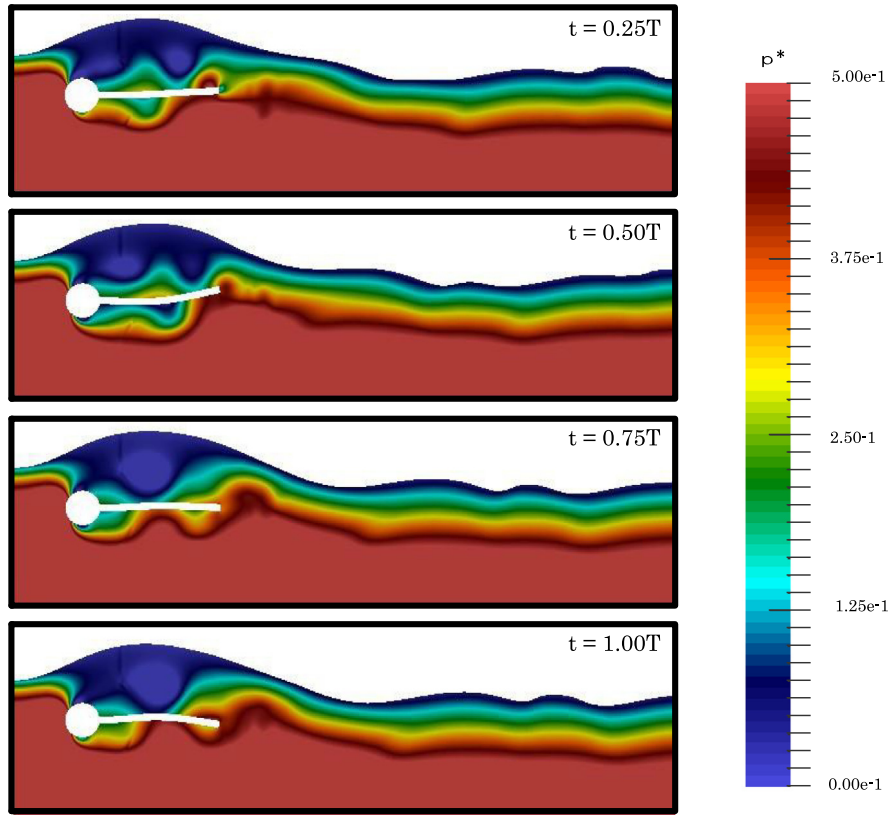 t = 0.25T
t = 0.50T
t = 0.75T
t = 1.00T
p*
5.00e-1
3.75e-1
2.50-1
1.25e-1
0.00e-1